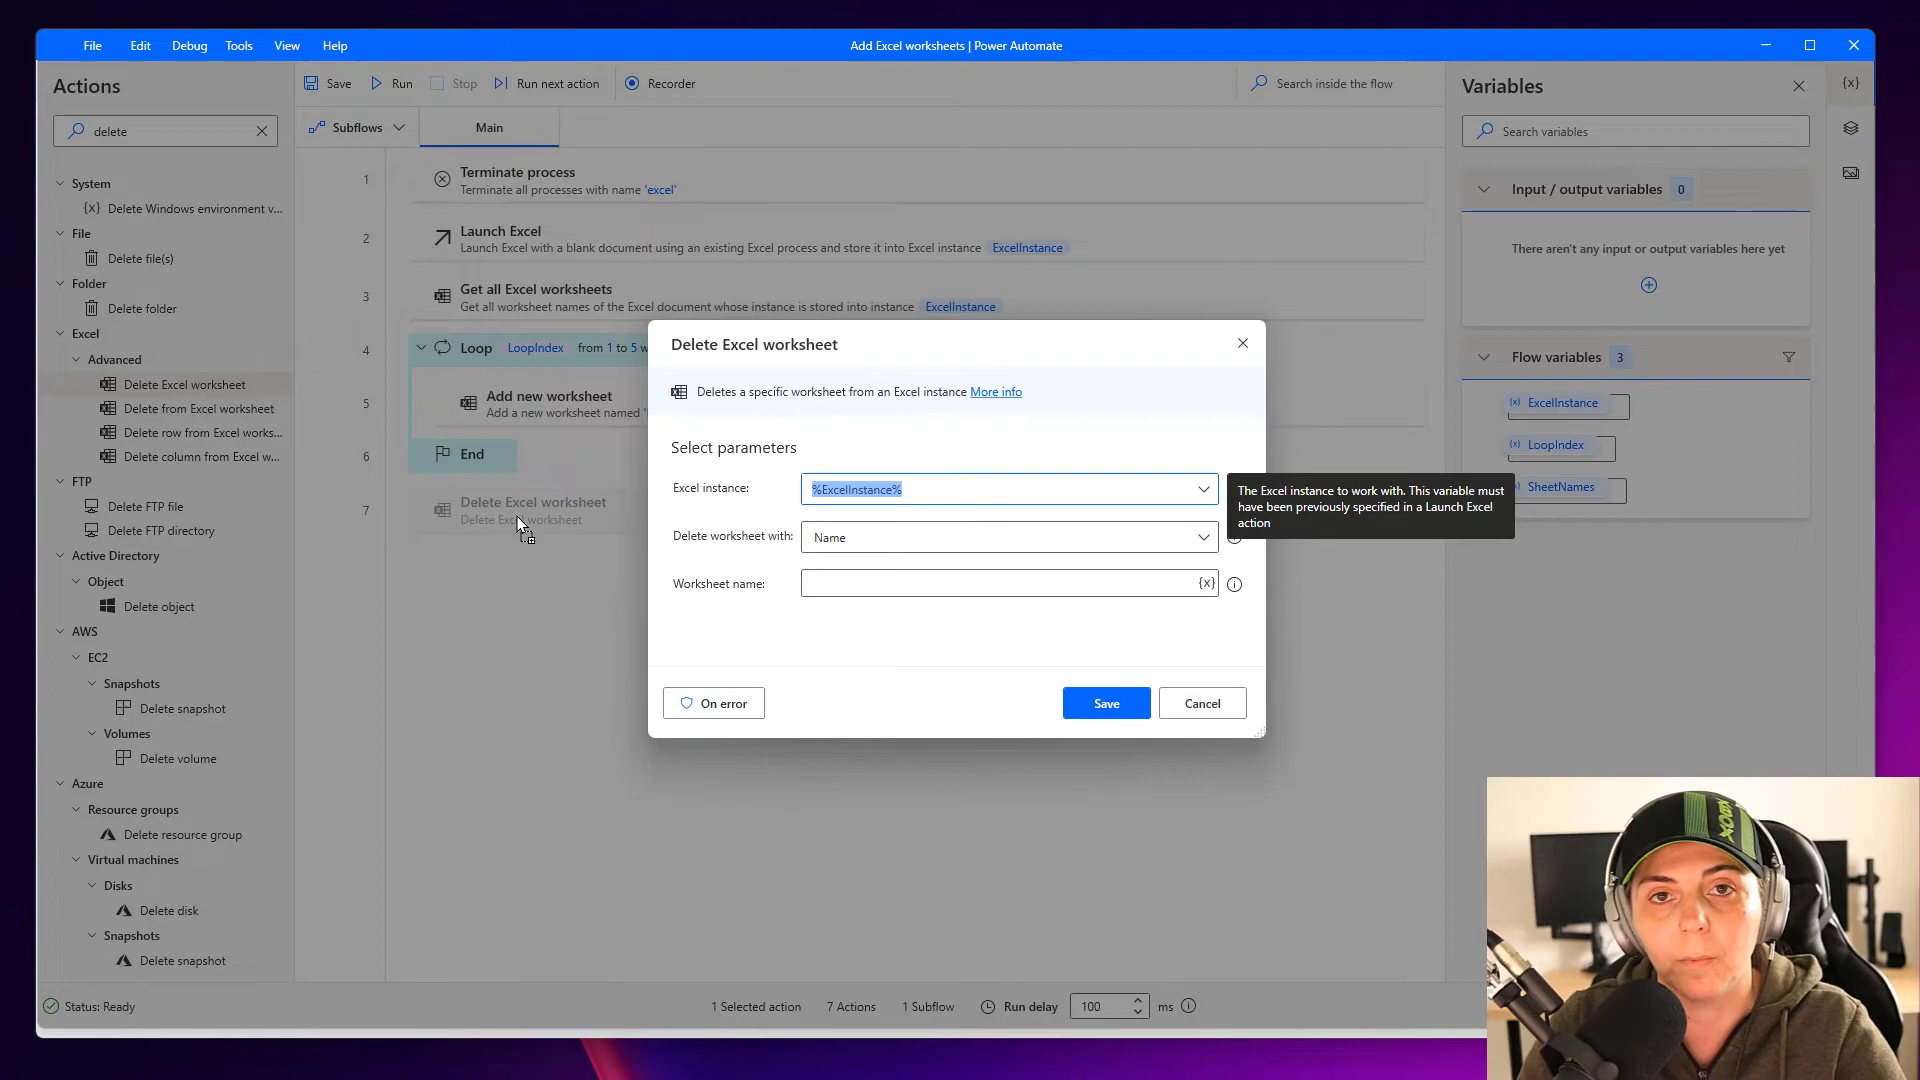 File Edit Debug Tools View Help
Add Excel worksheets | Power Automate
Actions
delete
System
{x} Delete Windows environment v...
File
Delete file(s)
Folder
Delete folder
Excel
Advanced
Delete Excel worksheet
Delete from Excel worksheet
Delete row from Excel works...
Delete column from Excel w...
FTP
Delete FTP file
Delete FTP directory
Active Directory
Object
Delete object
AWS
EC2
Snapshots
Delete snapshot
Volumes
Delete volume
Azure
Resource groups
Delete resource group
Virtual machines
Disks
Delete disk
Snapshots
Delete snapshot
Save Run Stop Run next action Recorder
Search inside the flow
Subflows Main
1
Terminate process
Terminate all processes with name 'excel'
2
Launch Excel
Launch Excel with a blank document using an existing Excel process and store it into Excel instance ExcelInstance
3
Get all Excel worksheets
Get all worksheet names of the Excel document whose instance is stored into instance ExcelInstance
4
Loop LoopIndex from 1 to 5 w
5
Add new worksheet
Add a new worksheet named '
6
End
7
Delete Excel worksheet
Delete Excel worksheet
Delete Excel worksheet
Deletes a specific worksheet from an Excel instance More info
Select parameters
Excel instance: %ExcelInstance%
Delete worksheet with: Name
Worksheet name: {x}
On error Save Cancel
The Excel instance to work with. This variable must
have been previously specified in a Launch Excel
action
Variables
{x}
Search variables
Input / output variables 0
There aren't any input or output variables here yet
Flow variables 3
(x) ExcelInstance
(x) LoopIndex
SheetNames
Status: Ready
1 Selected action 7 Actions 1 Subflow Run delay 100 ms
XBOX